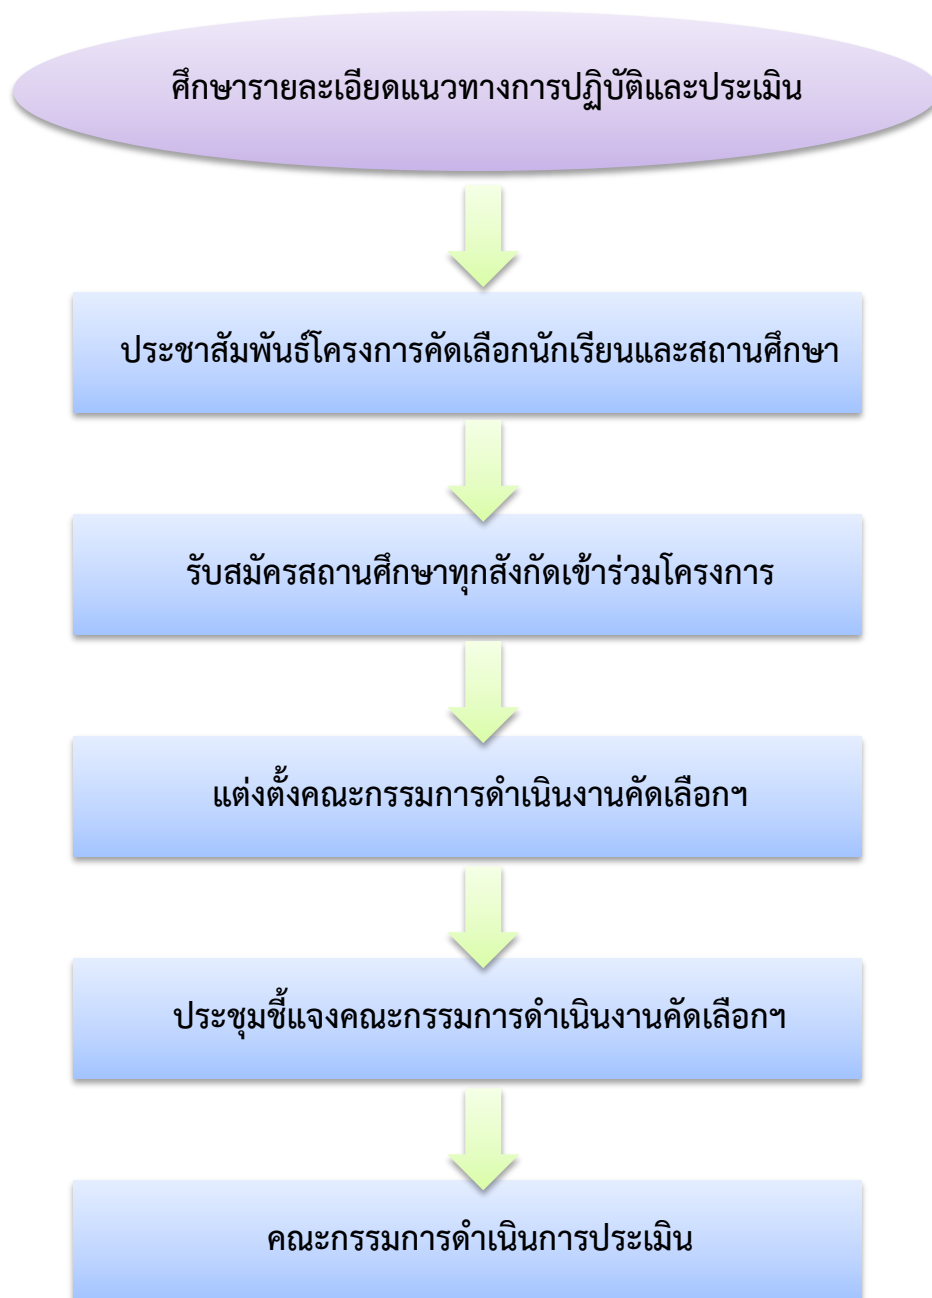 ศึกษารายละเอียดแนวทางการปฏิบัติและประเมิน
ประชาสัมพันธ์โครงการคัดเลือกนักเรียนและสถานศึกษา
รับสมัครสถานศึกษาทุกสังกัดเข้าร่วมโครงการ
แต่งตั้งคณะกรรมการดำเนินงานคัดเลือกฯ
ประชุมชี้แจงคณะกรรมการดำเนินงานคัดเลือกฯ
คณะกรรมการดำเนินการประเมิน